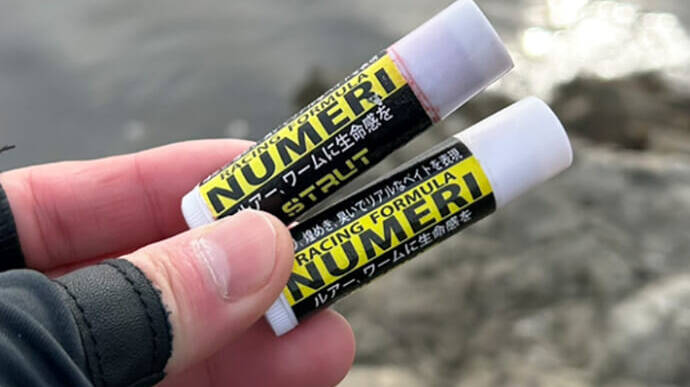 RACING FORMULA
NUMERI
ルアー、ワームに生命感を
STRUT
煌めき、臭いでリアルなベイトを表現
RACING FORMULA
NUMERI
ルアー、ワームに生命感を